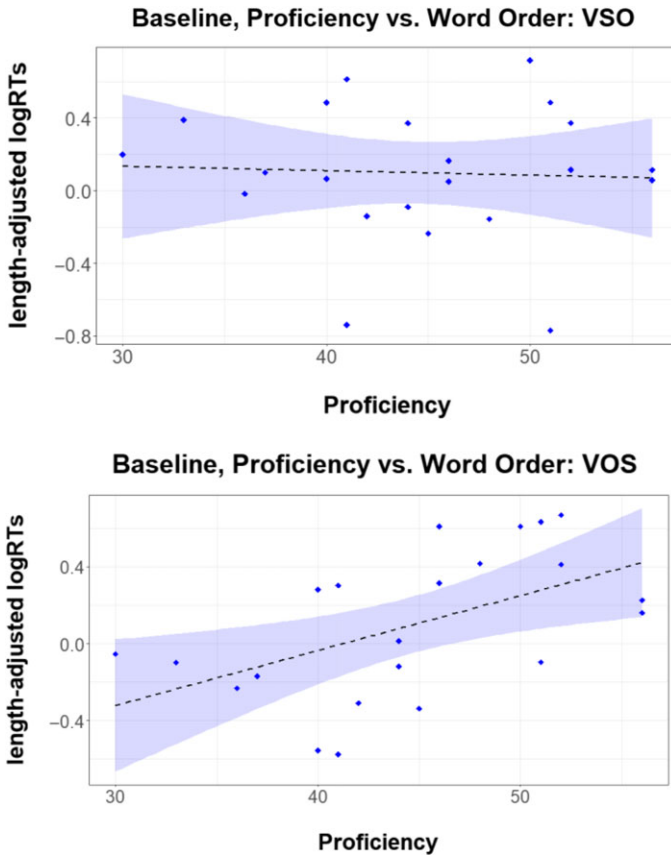 Baseline, Proficiency vs. Word Order: VSO
length-adjusted logRTs
0.4
0.0
−0.4
−0.8
30 40 50
Proficiency
Baseline, Proficiency vs. Word Order: VOS
length-adjusted logRTs
0.4
0.0
−0.4
30 40 50
Proficiency